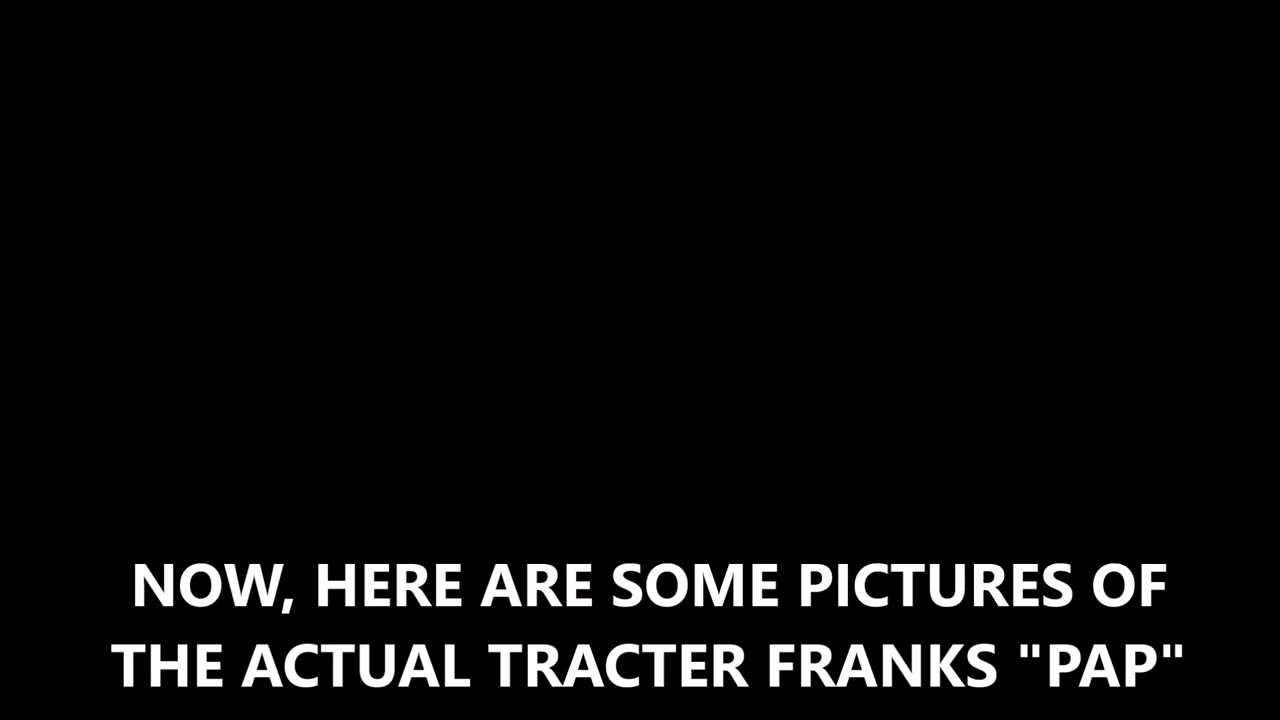 NOW, HERE ARE SOME PICTURES OF
THE ACTUAL TRACTER FRANKS "PAP"